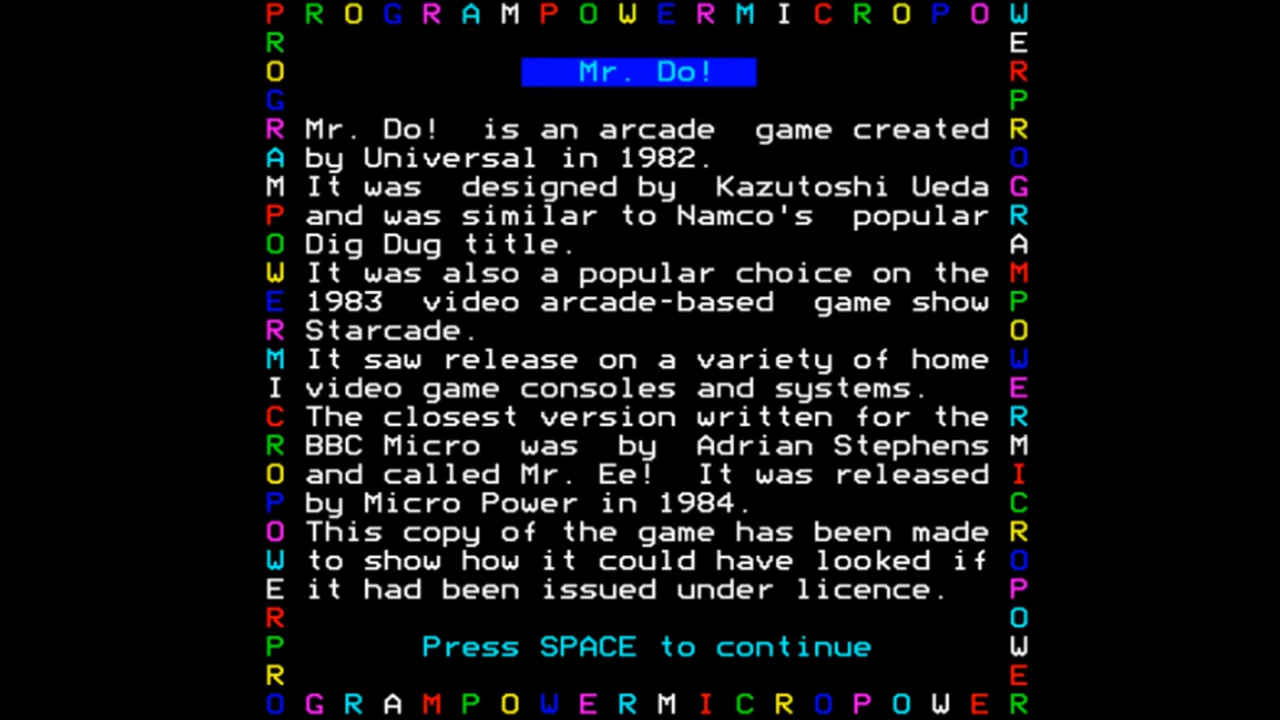 PROGRAMPOWERMICROPOW
PROGRAMPOWERMICROPOWERPRO
Mr. Do!
Mr. Do! is an arcade game created
by Universal in 1982.
It was designed by Kazutoshi Ueda
and was similar to Namco's popular
Dig Dug title.
It was also a popular choice on the
1983 video arcade-based game show
Starcade.
It saw release on a variety of home
video game consoles and systems.
The closest version written for the
BBC Micro was by Adrian Stephens
and called Mr. Ee! It was released
by Micro Power in 1984.
This copy of the game has been made
to show how it could have looked if
it had been issued under licence.
Press SPACE to continue
WERPROGRAMPOWERMICROPOWER
OGRAMPOWERMICROPOWER